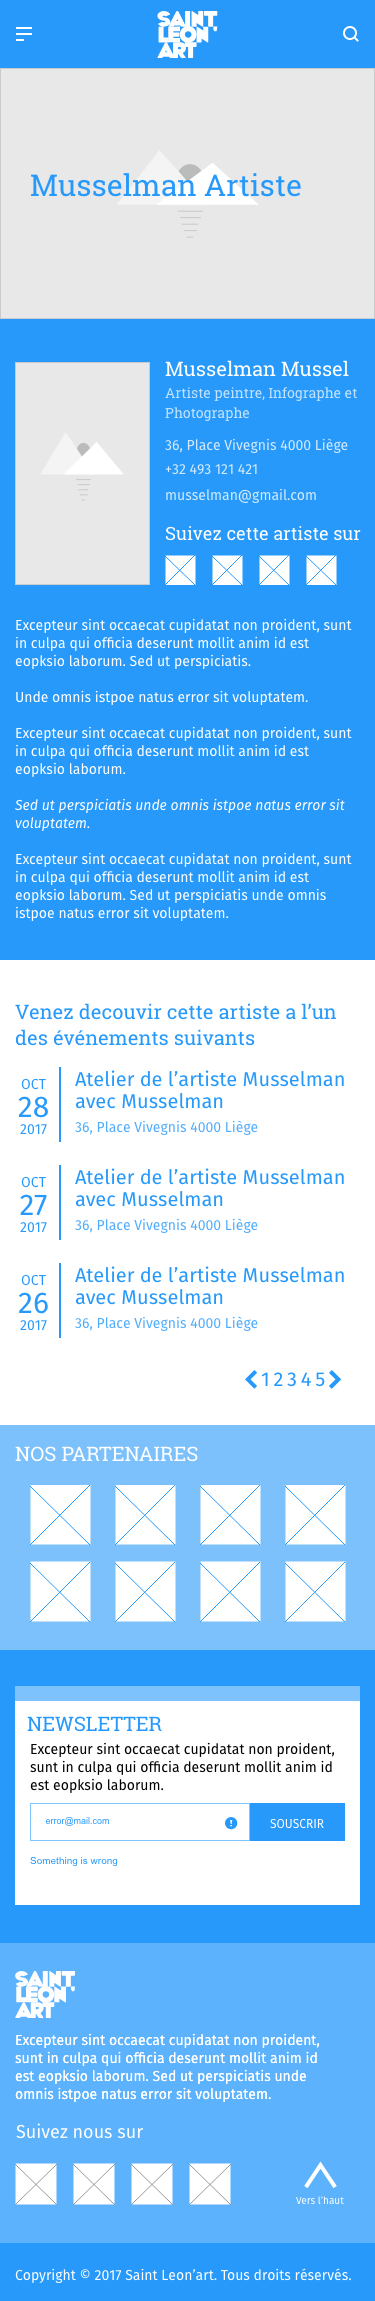 SAINT
LEON'
ART
Musselman Artiste
Musselman Mussel
Artiste peintre, Infographe et
Photographe
36, Place Vivegnis 4000 Liège
+32 493 121 421
musselman@gmail.com
Suivez cette artiste sur
Excepteur sint occaecat cupidatat non proident, sunt
in culpa qui officia deserunt mollit anim id est
eopksio laborum. Sed ut perspiciatis.
Unde omnis istpoe natus error sit voluptatem.
Excepteur sint occaecat cupidatat non proident, sunt
in culpa qui officia deserunt mollit anim id est
eopksio laborum.
Sed ut perspiciatis unde omnis istpoe natus error sit
voluptatem.
Excepteur sint occaecat cupidatat non proident, sunt
in culpa qui officia deserunt mollit anim id est
eopksio laborum. Sed ut perspiciatis unde omnis
istpoe natus error sit voluptatem.
Venez decouvir cette artiste a l’un
des événements suivants
OCT
28
2017
Atelier de l’artiste Musselman
avec Musselman
36, Place Vivegnis 4000 Liège
OCT
27
2017
Atelier de l’artiste Musselman
avec Musselman
36, Place Vivegnis 4000 Liège
OCT
26
2017
Atelier de l’artiste Musselman
avec Musselman
36, Place Vivegnis 4000 Liège
1 2 3 4 5
NOS PARTENAIRES
NEWSLETTER
Excepteur sint occaecat cupidatat non proident,
sunt in culpa qui officia deserunt mollit anim id
est eopksio laborum.
error@mail.com
SOUSCRIR
Something is wrong
SAINT
LEON'
ART
Excepteur sint occaecat cupidatat non proident,
sunt in culpa qui officia deserunt mollit anim id
est eopksio laborum. Sed ut perspiciatis unde
omnis istpoe natus error sit voluptatem.
Suivez nous sur
Vers l’haut
Copyright © 2017 Saint Leon’art. Tous droits réservés.